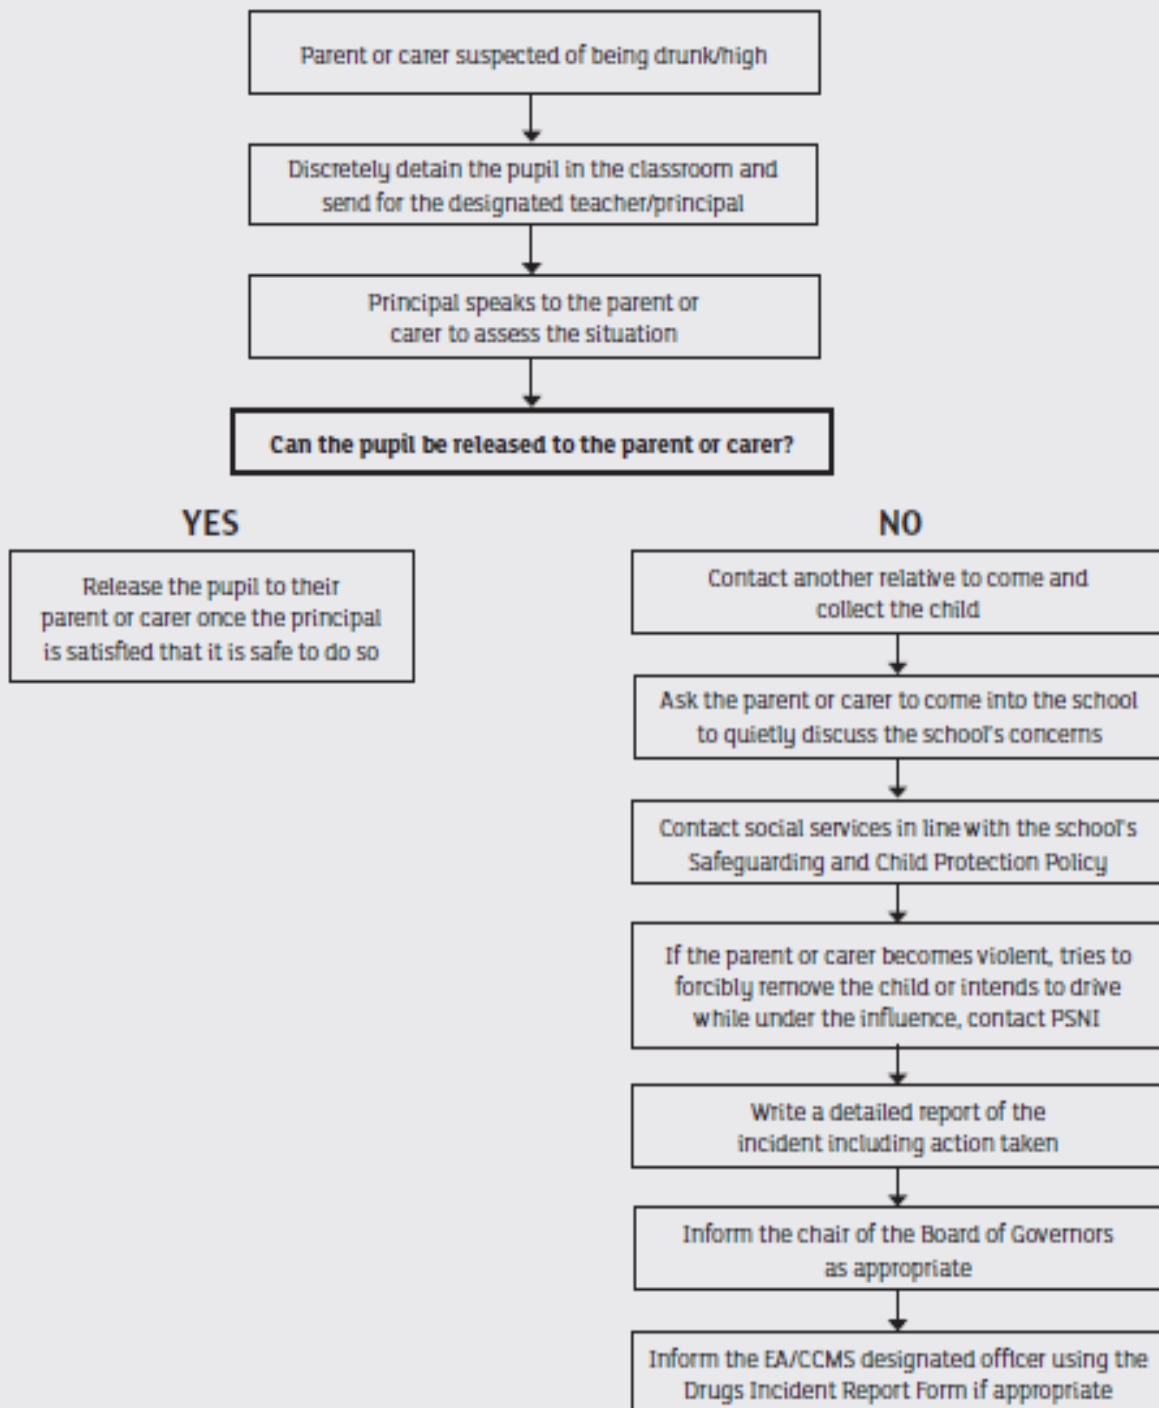 Parent or carer suspected of being drunk/high
Discretely detain the pupil in the classroom and
send for the designated teacher/principal
Principal speaks to the parent or
carer to assess the situation
Can the pupil be released to the parent or carer?
YES
Release the pupil to their
parent or carer once the principal
is satisfied that it is safe to do so
NO
Contact another relative to come and
collect the child
Ask the parent or carer to come into the school
to quietly discuss the school's concerns
Contact social services in line with the school's
Safeguarding and Child Protection Policy
If the parent or carer becomes violent, tries to
forcibly remove the child or intends to drive
while under the influence, contact PSNI
Write a detailed report of the
incident including action taken
Inform the chair of the Board of Governors
as appropriate
Inform the EA/CCMS designated officer using the
Drugs Incident Report Form if appropriate